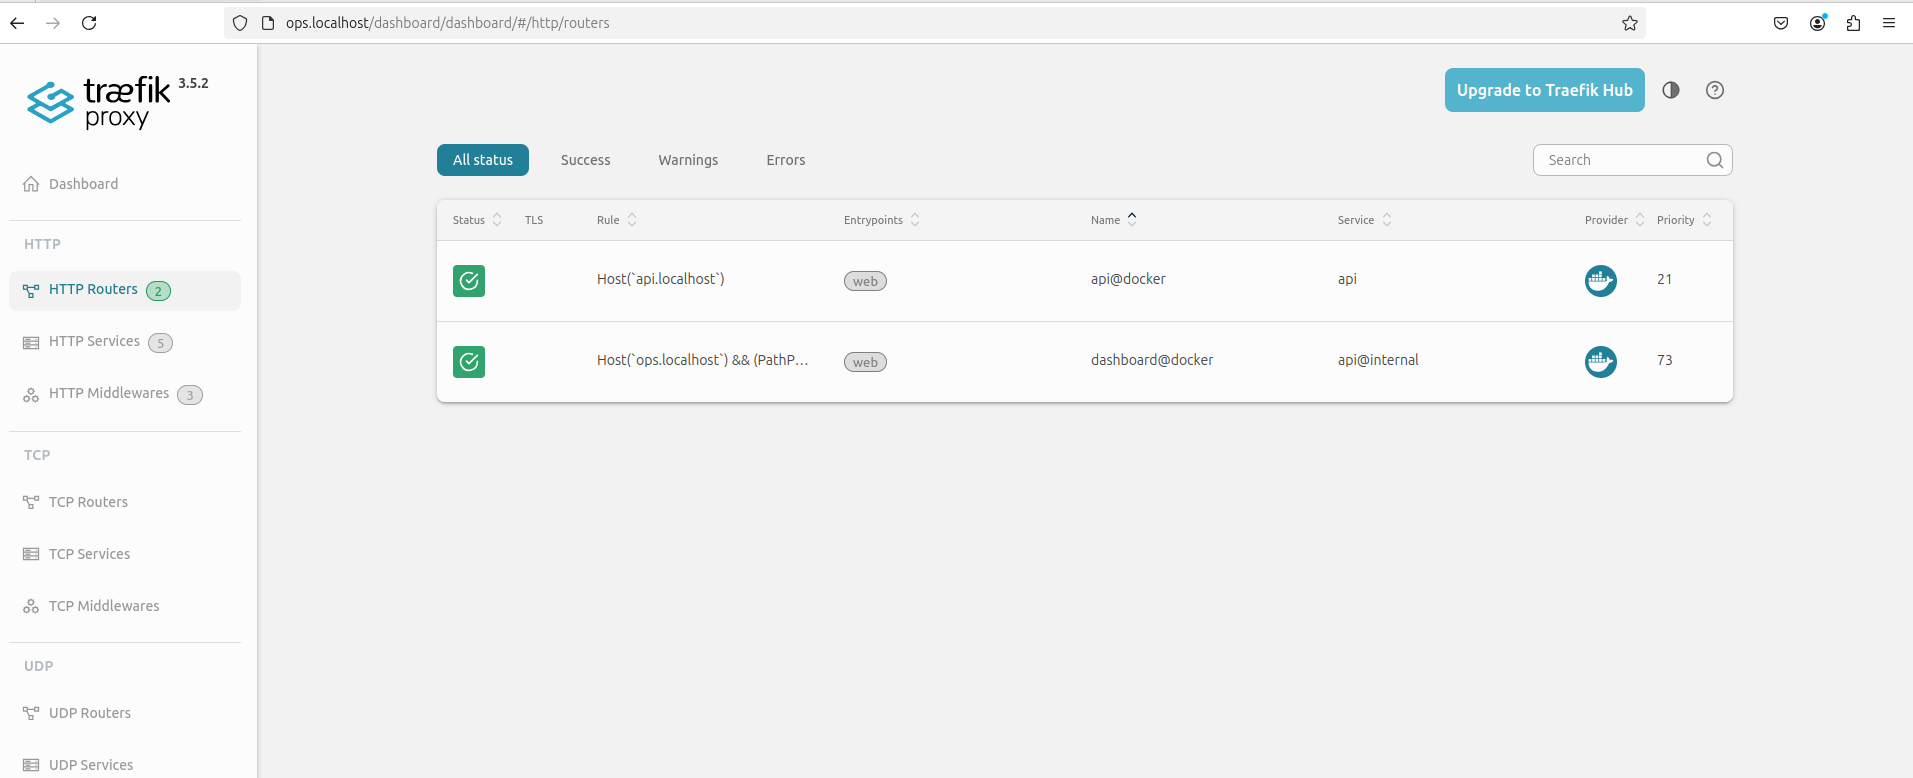 ops.localhost/dashboard/dashboard/#/http/routers
træfik proxy 3.5.2
Upgrade to Traefik Hub
Dashboard
HTTP
HTTP Routers 2
HTTP Services 5
HTTP Middlewares 3
TCP
TCP Routers
TCP Services
TCP Middlewares
UDP
UDP Routers
UDP Services
All status Success Warnings Errors Search
Status TLS Rule Entrypoints Name Service Provider Priority
Host(`api.localhost`) web api@docker api 21
Host(`ops.localhost`) && (PathP... web dashboard@docker api@internal 73